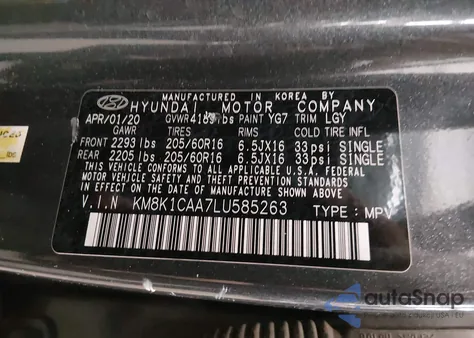 MANUFACTURED IN KOREA BY
HYUNDAI MOTOR COMPANY
APR/01/20 GVWR lbs PAINT YG7 TRIM LGY
GAWR TIRES RIMS COLD TIRE INFL
FRONT 2293 lbs 205/60R16 6.5JX16 33psi SINGLE
REAR 2205 lbs 205/60R16 6.5JX16 33psi SINGLE
THIS VEHICLE CONFORMS TO ALL APPLICABLE
FEDERAL MOTOR VEHICLE SAFETY, BUMPER, AND
THEFT PREVENTION STANDARDS IN EFFECT ON
THE DATE OF MANUFACTURE SHOWN ABOVE.
V.I.N KM8K1CAA7LU585263 TYPE: MPV
autoSnap